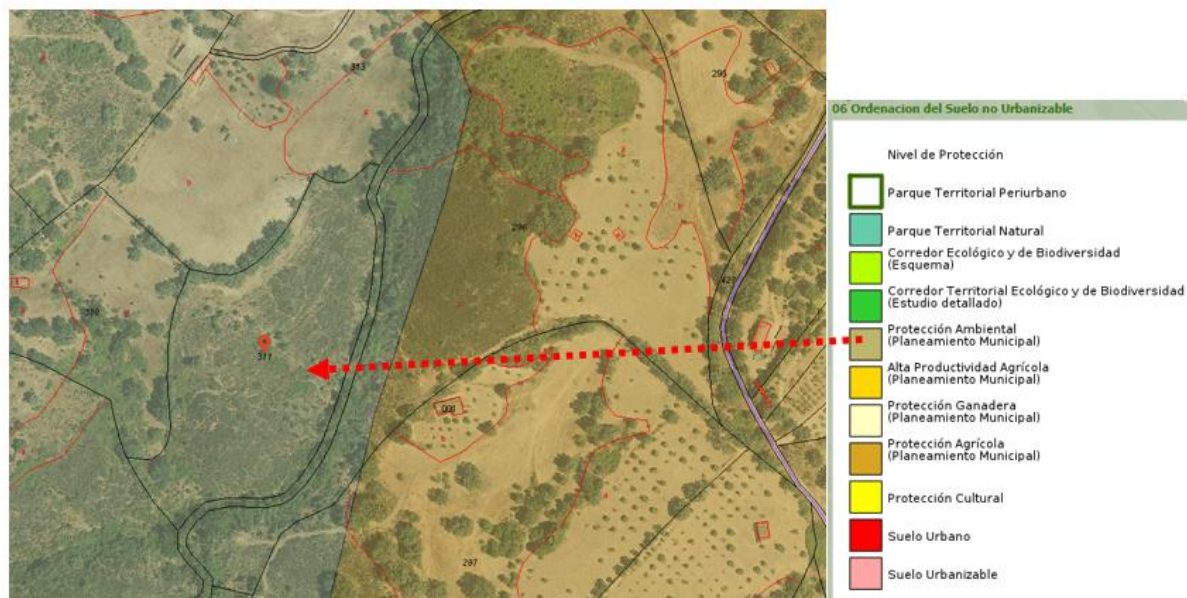 313
295
296
427
310
311
001
297
06 Ordenacion del Suelo no Urbanizable
Nivel de Protección
Parque Territorial Periurbano
Parque Territorial Natural
Corredor Ecológico y de Biodiversidad
(Esquema)
Corredor Territorial Ecológico y de Biodiversidad
(Estudio detallado)
Protección Ambiental
(Planeamiento Municipal)
Alta Productividad Agrícola
(Planeamiento Municipal)
Protección Ganadera
(Planeamiento Municipal)
Protección Agrícola
(Planeamiento Municipal)
Protección Cultural
Suelo Urbano
Suelo Urbanizable